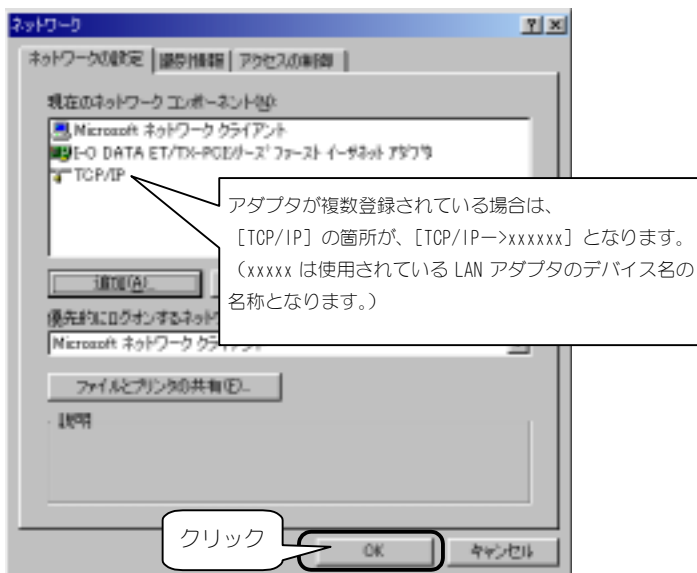 ネットワーク
ネットワークの設定 識別情報 アクセスの制御
現在のネットワーク コンポーネント(N):
Microsoft ネットワーク クライアント
I-O DATA ET/TX-PCIシリーズ ファースト イーサネット アダプタ
TCP/IP
アダプタが複数登録されている場合は、
［TCP/IP］の箇所が、［TCP/IPー>xxxxxx］となります。
（xxxxx は使用されている LAN アダプタのデバイス名の
名称となります。）
追加(A)...
優先的にログオンするネット
Microsoft ネットワーク
ファイルとプリンタの共有(F)...
説明
クリック
OK キャンセル